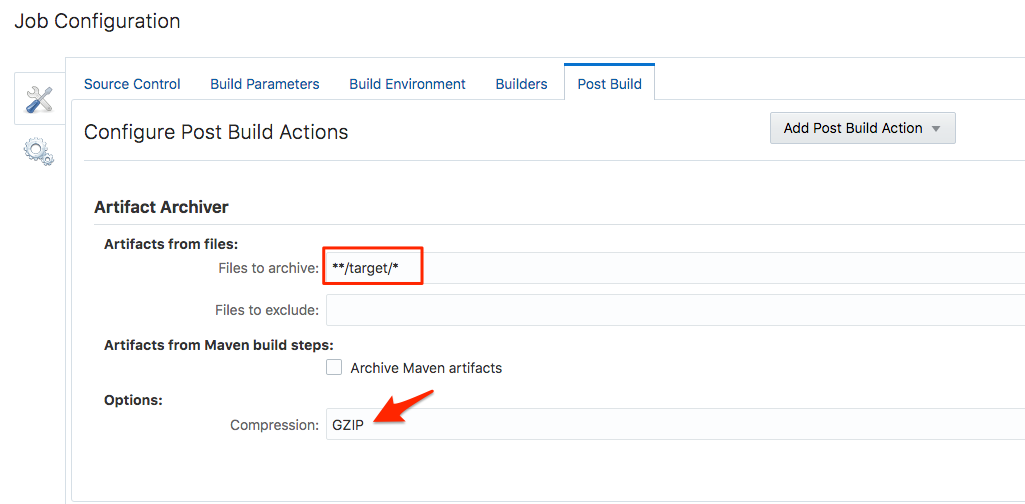 Job Configuration
Source Control Build Parameters Build Environment Builders Post Build
Configure Post Build Actions Add Post Build Action
Artifact Archiver
Artifacts from files:
Files to archive: **/target/*
Files to exclude:
Artifacts from Maven build steps:
Archive Maven artifacts
Options:
Compression: GZIP